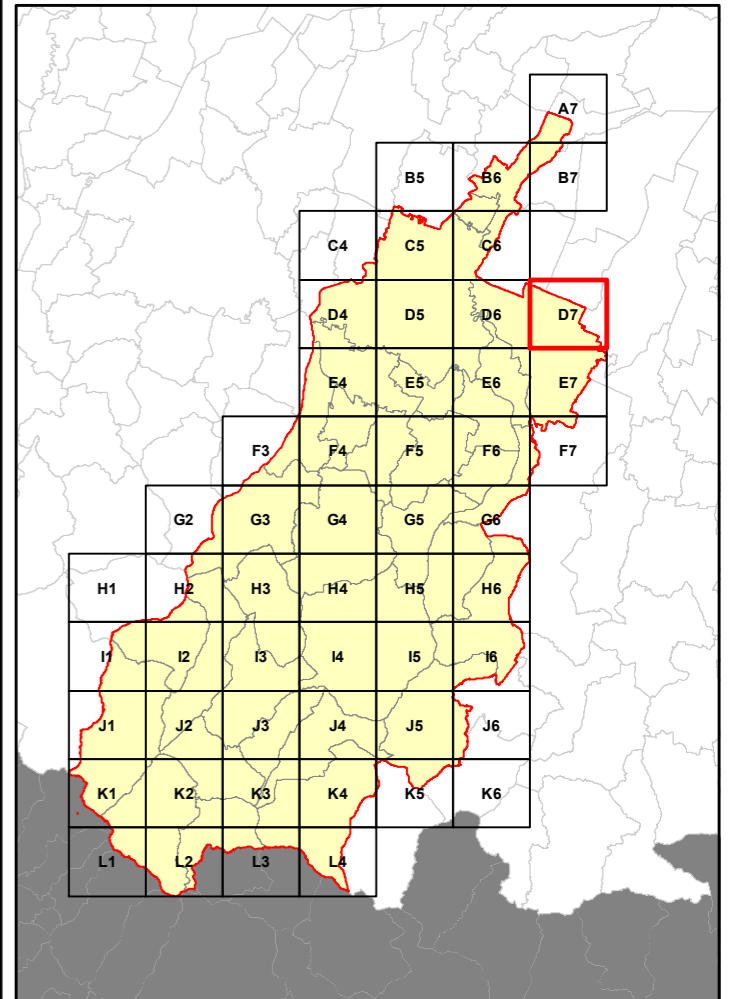 A7
B5 B6 B7
C4 C5 C6
D4 D5 D6 D7
E4 E5 E6 E7
F3 F4 F5 F6 F7
G2 G3 G4 G5 G6
H1 H2 H3 H4 H5 H6
I1 I2 I3 I4 I5 I6
J1 J2 J3 J4 J5 J6
K1 K2 K3 K4 K5 K6
L1 L2 L3 L4